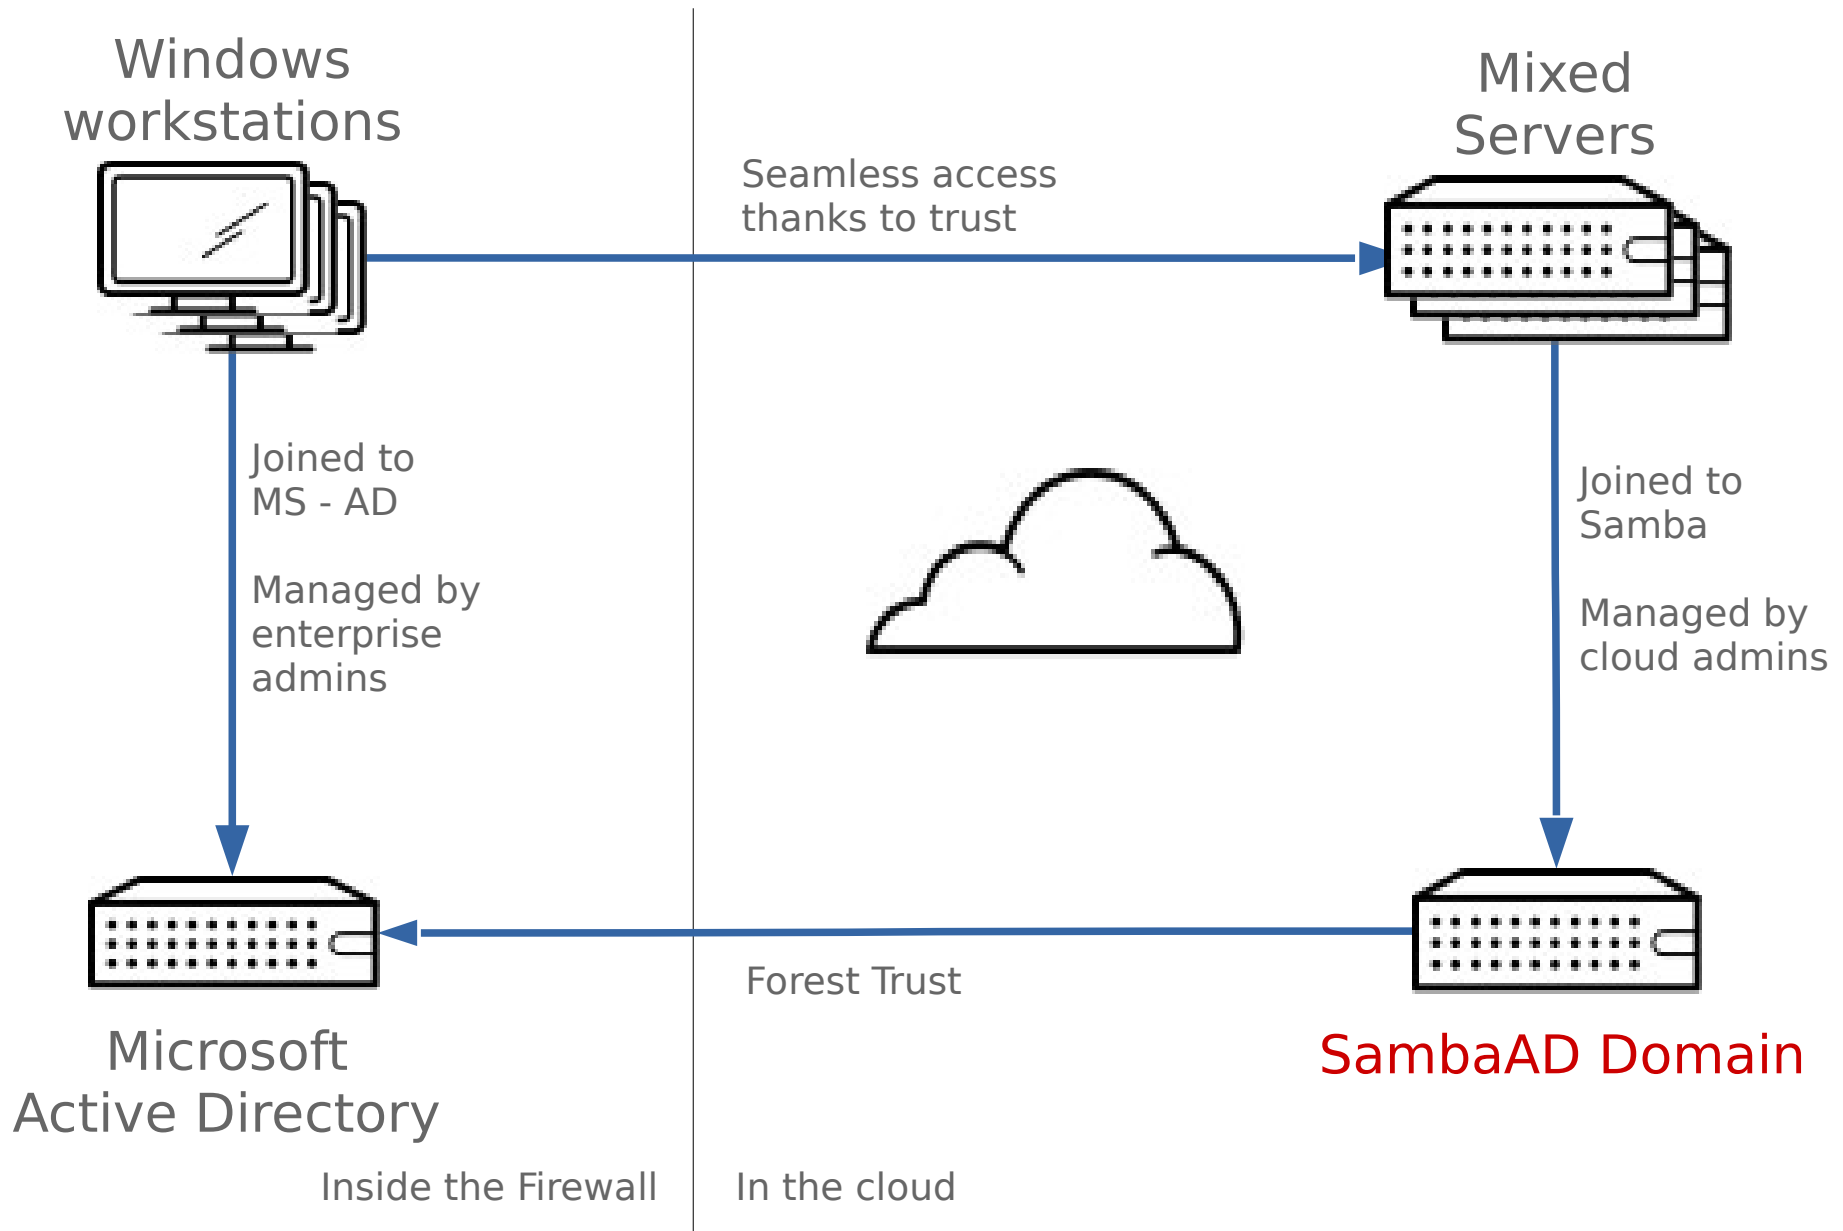 Windows
workstations
Mixed
Servers
Seamless access
thanks to trust
Joined to
MS - AD
Managed by
enterprise
admins
Joined to
Samba
Managed by
cloud admins
Forest Trust
Microsoft
Active Directory
SambaAD Domain
Inside the Firewall
In the cloud